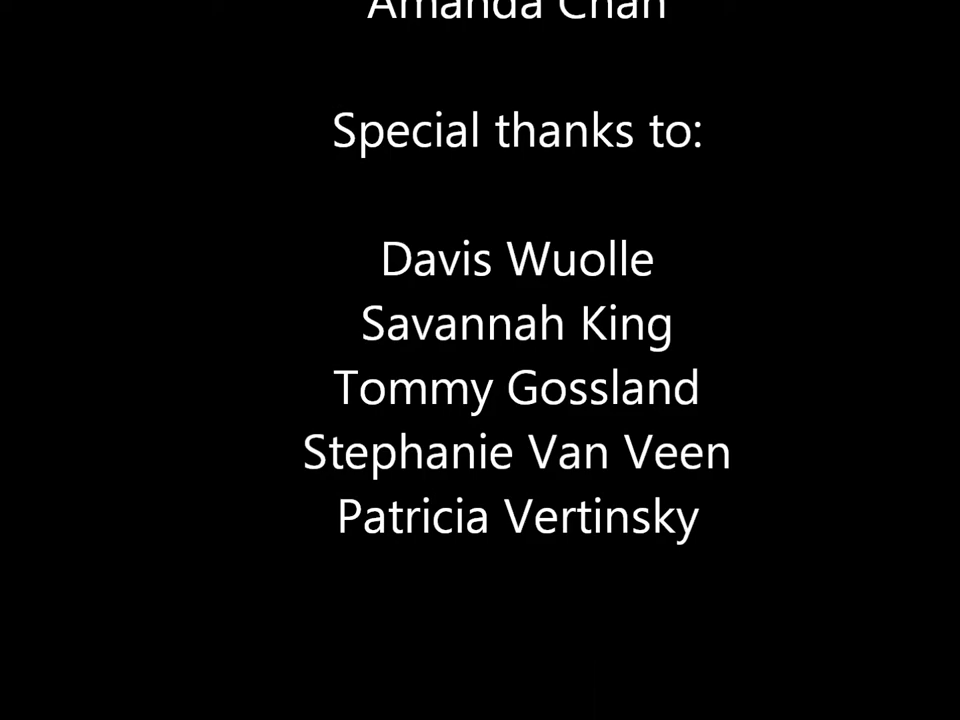 Amanda Chan
Special thanks to:
Davis Wuolle
Savannah King
Tommy Gossland
Stephanie Van Veen
Patricia Vertinsky